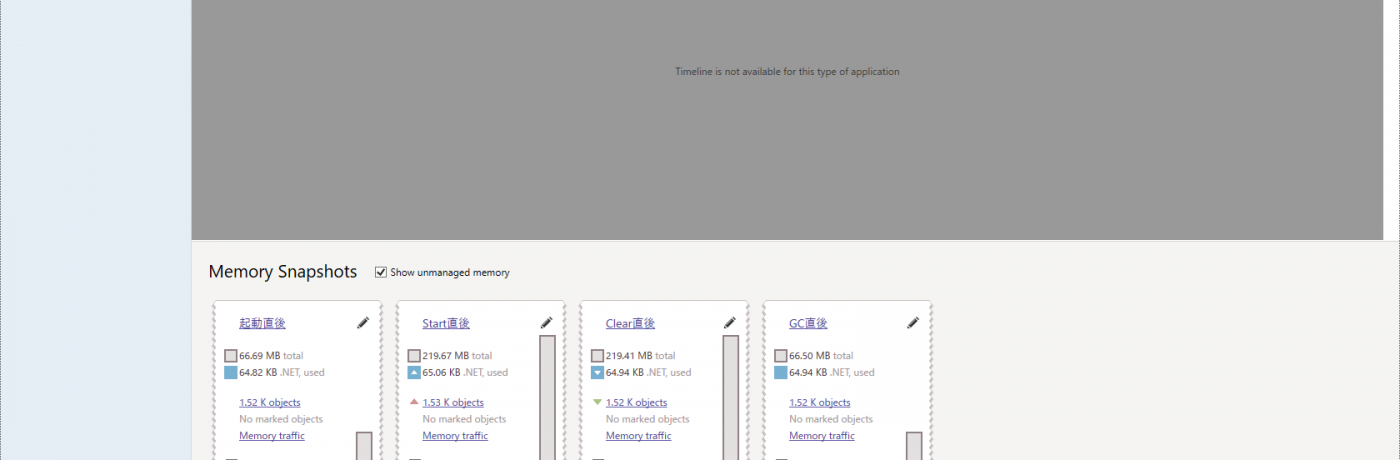 Timeline is not available for this type of application
Memory Snapshots
Show unmanaged memory
起動直後
66.69 MB total
64.82 KB .NET, used
1.52 K objects
No marked objects
Memory traffic
Start直後
219.67 MB total
65.06 KB .NET, used
1.53 K objects
No marked objects
Memory traffic
Clear直後
219.41 MB total
64.94 KB .NET, used
1.52 K objects
No marked objects
Memory traffic
GC直後
66.50 MB total
64.94 KB .NET, used
1.52 K objects
No marked objects
Memory traffic